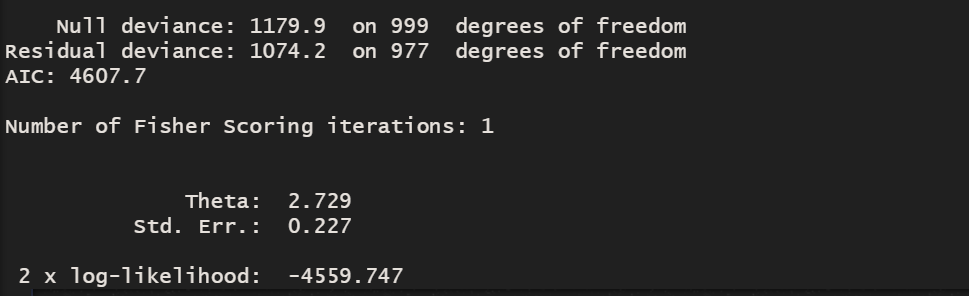 Null deviance: 1179.9  on 999  degrees of freedom
Residual deviance: 1074.2  on 977  degrees of freedom
AIC: 4607.7
Number of Fisher Scoring iterations: 1
Theta:  2.729
Std. Err.:  0.227
2 x log-likelihood:  -4559.747